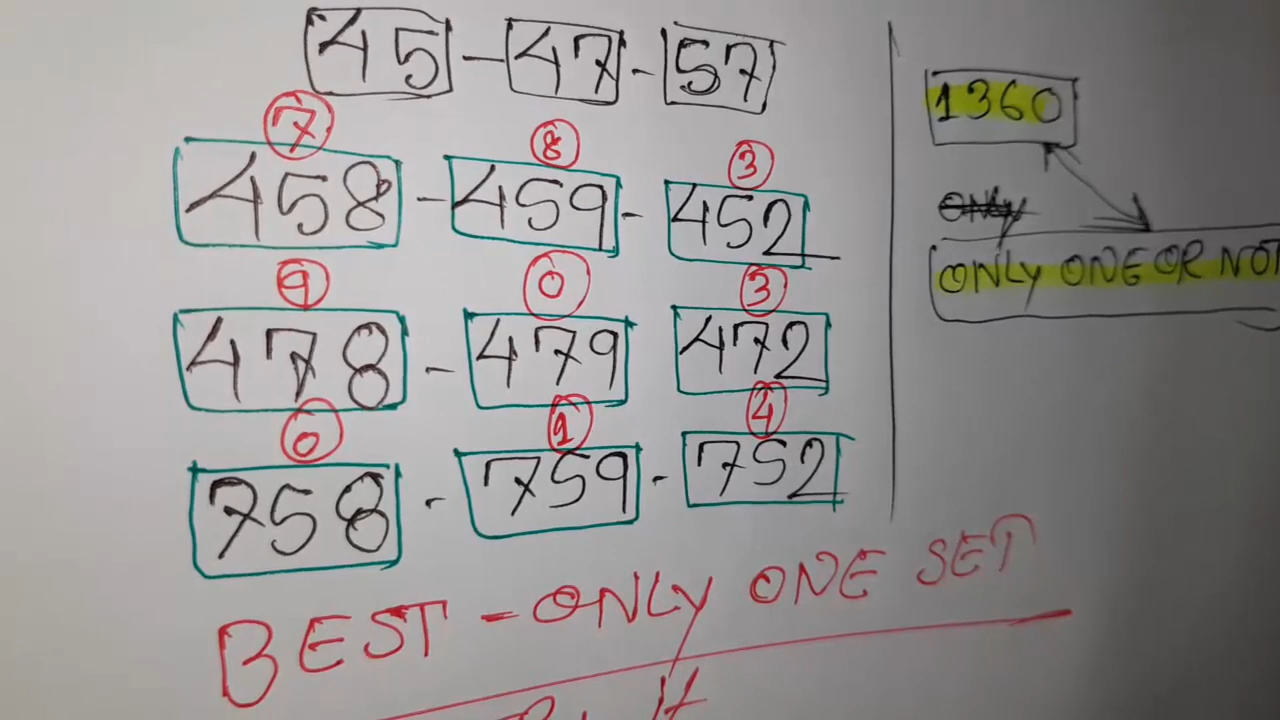 45 - 47 - 57
7 8 3
458 - 459 - 452
9 0 3
478 - 479 472
0 1 4
758 - 759 - 752
BEST - ONLY ONE SET
1360
ONLY
ONLY ONE OR NOT